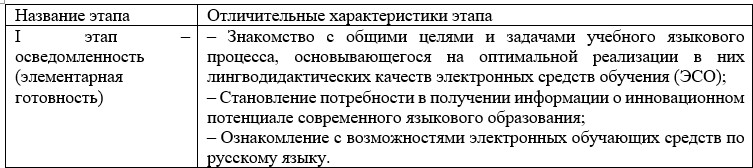 Название этапа Отличительные характеристики этапа
I этап – осведомленность (элементарная готовность)
– Знакомство с общими целями и задачами учебного языкового
процесса, основывающегося на оптимальной реализации в них
лингводидактических качеств электронных средств обучения (ЭСО);
– Становление потребности в получении информации о инновационном
потенциале современного языкового образования;
– Ознакомление с возможностями электронных обучающих средств по
русскому языку.